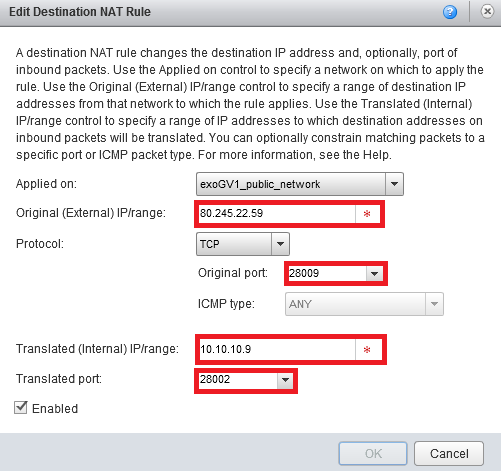 Edit Destination NAT Rule
?
A destination NAT rule changes the destination IP address and, optionally, port of
inbound packets. Use the Applied on control to specify a network on which to apply the
rule. Use the Original (External) IP/range control to specify a range of destination IP
addresses from that network to which the rule applies. Use the Translated (Internal)
IP/range control to specify a range of IP addresses to which destination addresses on
inbound packets will be translated. You can optionally constrain matching packets to a
specific port or ICMP packet type. For more information, see the Help.
Applied on: exoGV1_public_network
Original (External) IP/range: 80.245.22.59 *
Protocol: TCP
Original port: 28009
ICMP type: ANY
Translated (Internal) IP/range: 10.10.10.9 *
Translated port: 28002
Enabled
OK Cancel